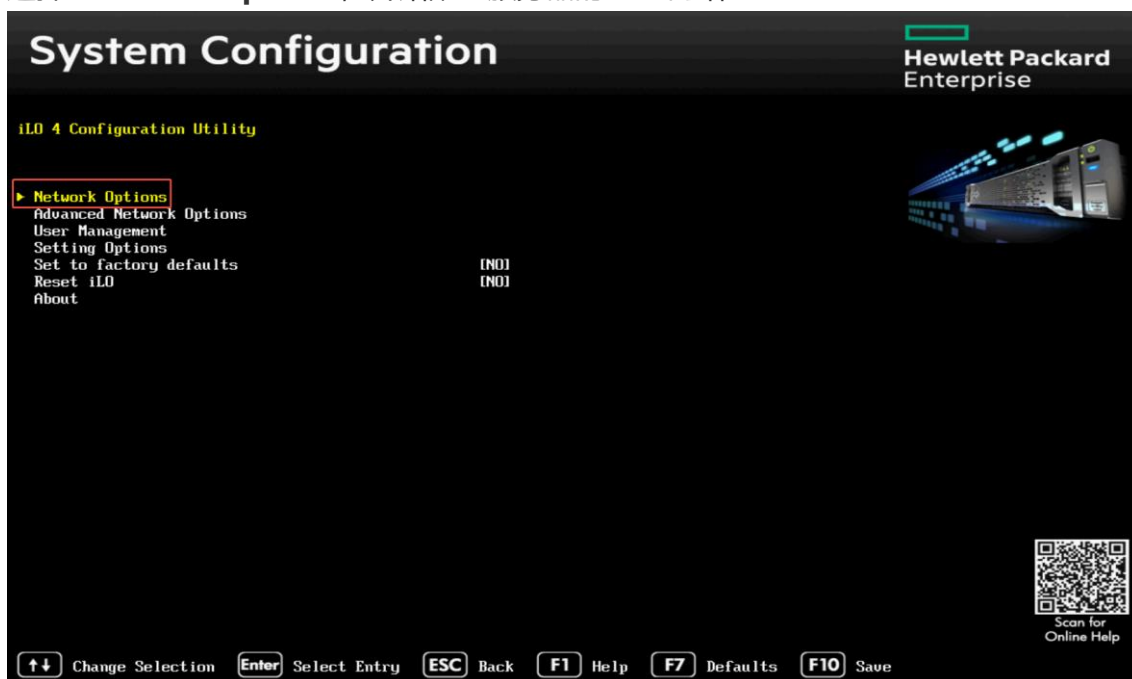 System Configuration
Hewlett Packard
Enterprise
iLO 4 Configuration Utility
Network Options
Advanced Network Options
User Management
Setting Options
Set to factory defaults [NO]
Reset iLO [NO]
About
Scan for
Online Help
↑↓ Change Selection Enter Select Entry ESC Back F1 Help F7 Defaults F10 Save